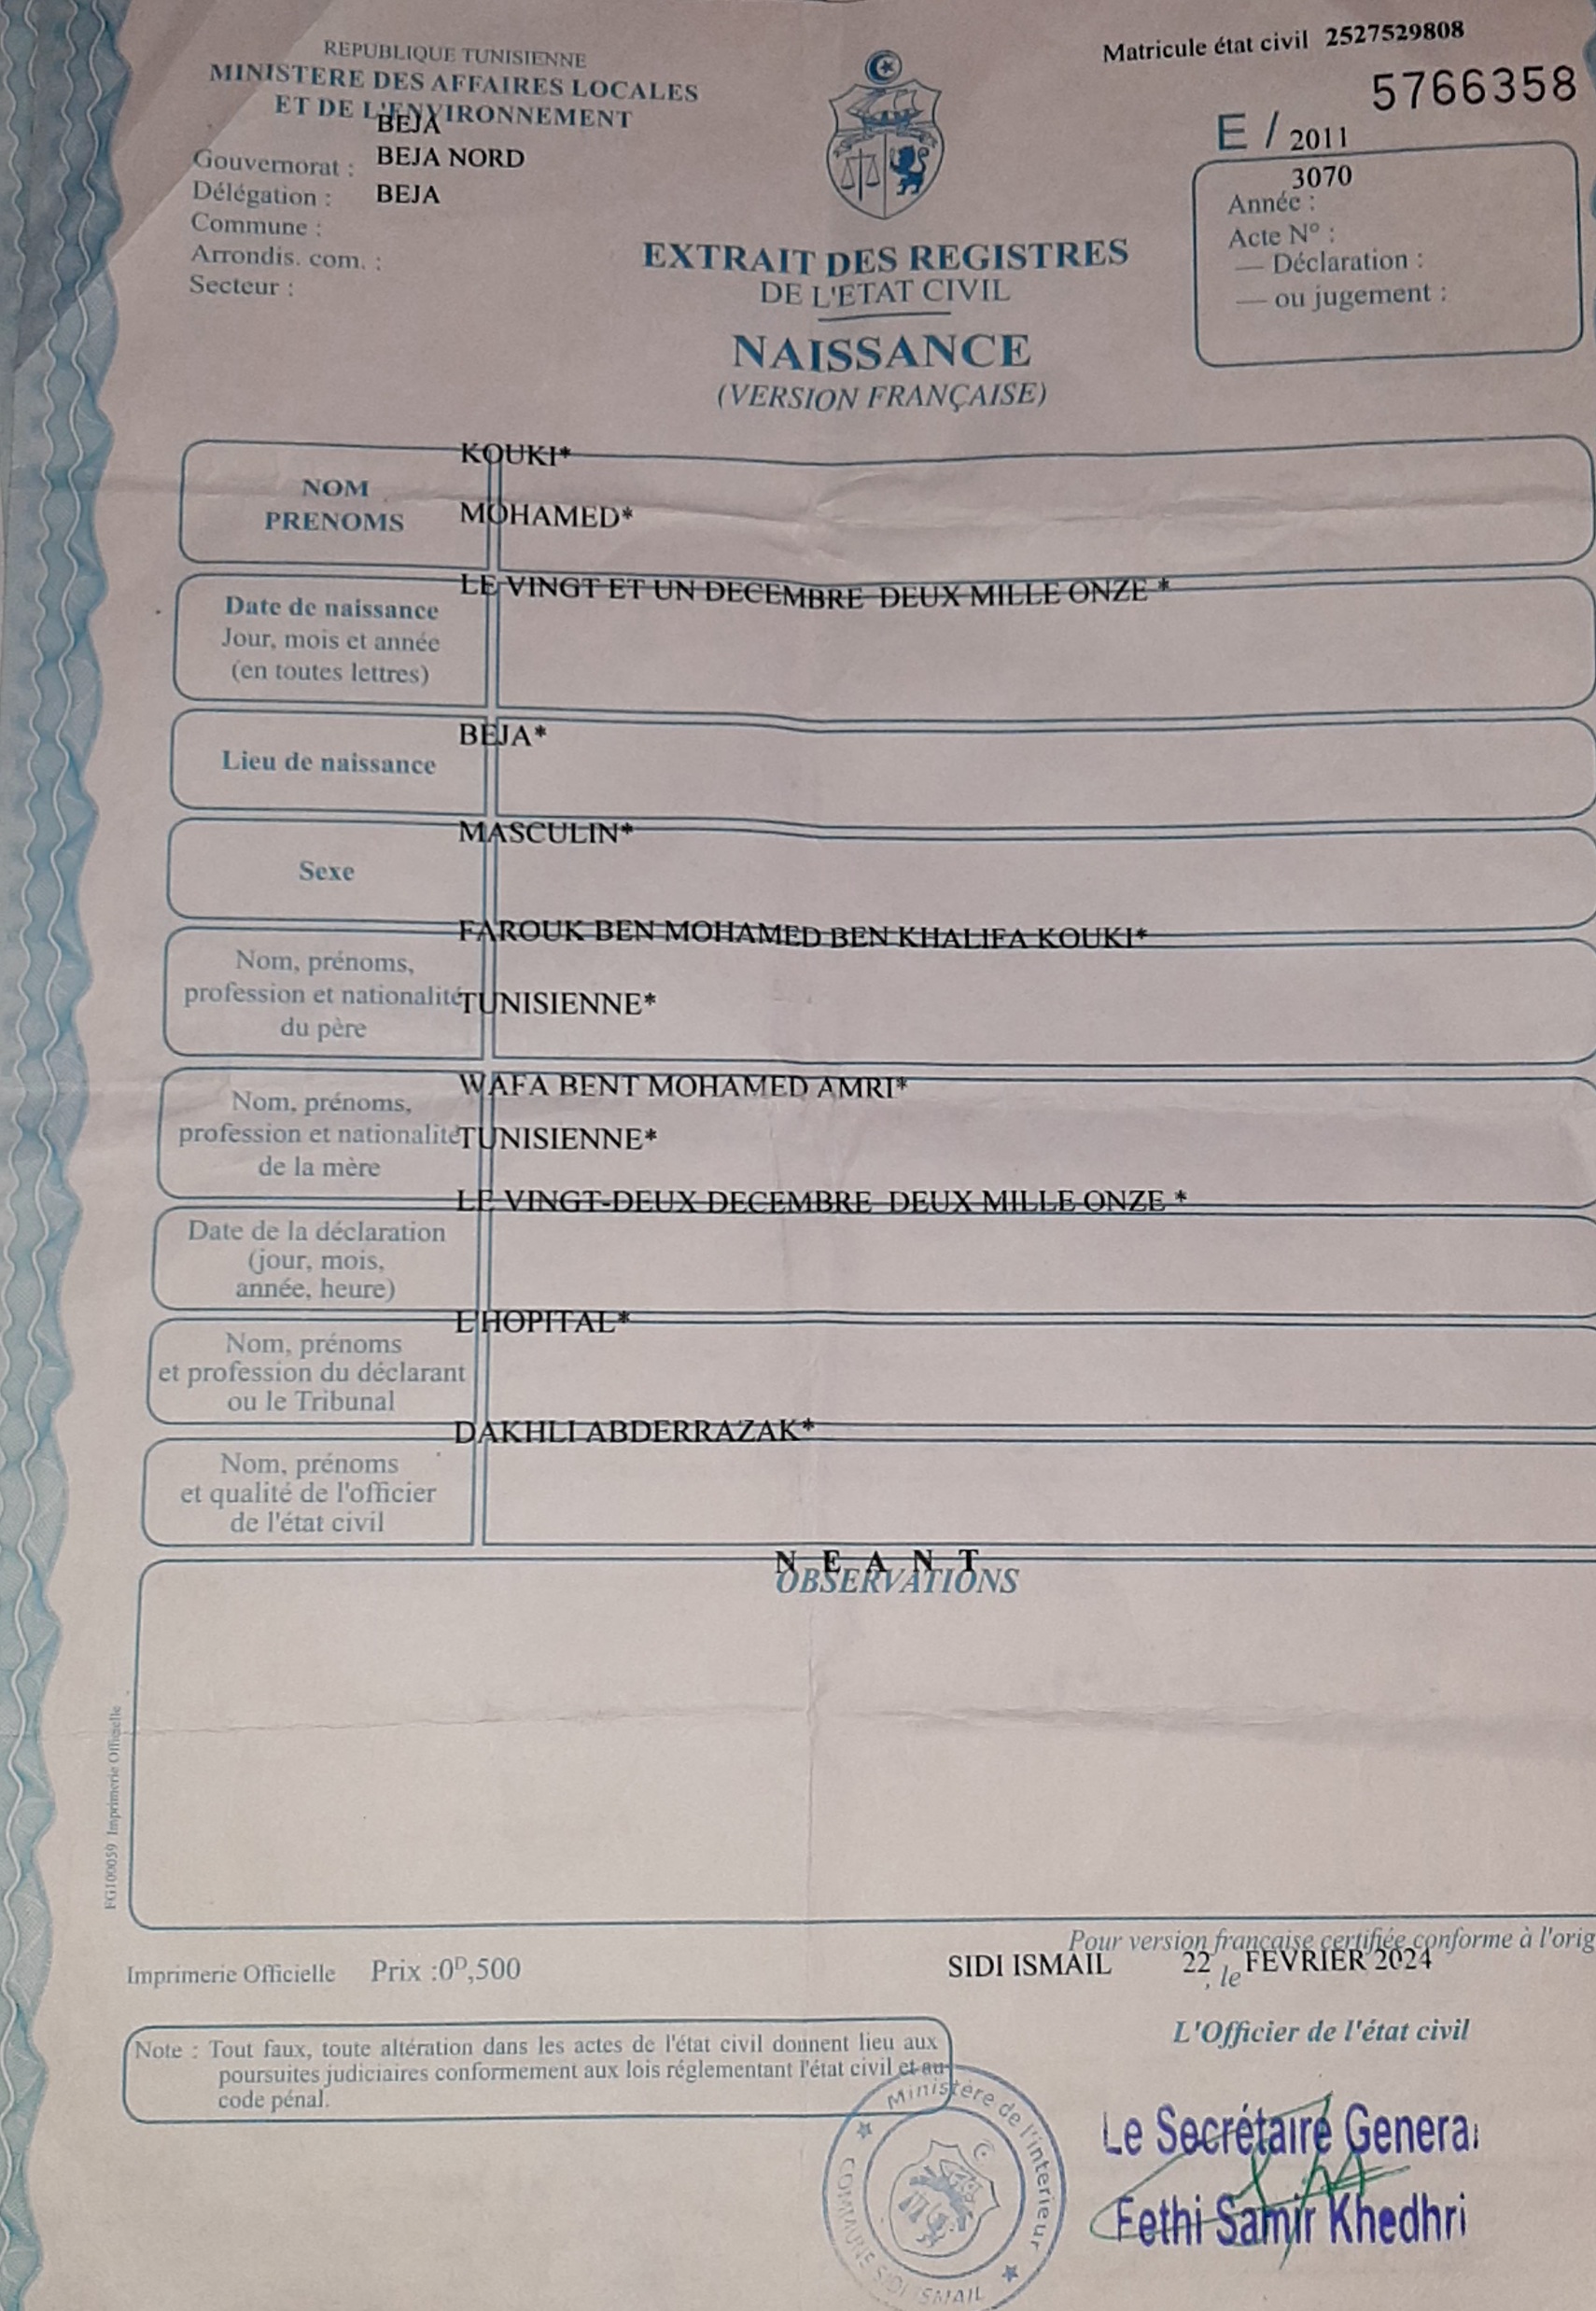 REPUBLIQUE TUNISIENNE
MINISTERE DES AFFAIRES LOCALES
ET DE L'ENVIRONNEMENT
BEJA
Gouvernorat : BEJA NORD
Délégation : BEJA
Commune :
Arrondis. com. :
Secteur :
Matricule état civil 2527529808
5766358
E / 2011
3070
Année :
Acte N° :
— Déclaration :
— ou jugement :
EXTRAIT DES REGISTRES
DE L'ETAT CIVIL
NAISSANCE
(VERSION FRANÇAISE)
KOUKI*
NOM
PRENOMS
MOHAMED*
LE VINGT ET UN DECEMBRE DEUX MILLE ONZE *
Date de naissance
Jour, mois et année
(en toutes lettres)
BEJA*
Lieu de naissance
MASCULIN*
Sexe
FAROUK BEN MOHAMED BEN KHALIFA KOUKI*
Nom, prénoms,
profession et nationalité
du père
TUNISIENNE*
WAFA BENT MOHAMED AMRI*
Nom, prénoms,
profession et nationalité
de la mère
TUNISIENNE*
LE VINGT-DEUX DECEMBRE DEUX MILLE ONZE *
Date de la déclaration
(jour, mois,
année, heure)
L'HOPITAL*
Nom, prénoms
et profession du déclarant
ou le Tribunal
DAKHLI ABDERRAZAK*
Nom, prénoms
et qualité de l'officier
de l'état civil
N E A N T
OBSERVATIONS
FG100059 Imprimerie Officielle
Pour version française certifiée conforme à l'orig
Imprimerie Officielle Prix :0ᴰ,500
SIDI ISMAIL 22 , le FEVRIER 2024
L'Officier de l'état civil
Note : Tout faux, toute altération dans les actes de l'état civil donnent lieu aux
poursuites judiciaires conformement aux lois réglementant l'état civil et au
code pénal.
Ministère de l'interieur
COMMUNE SIDI ISMAIL
Le Secrétaire General
Fethi Samir Khedhri